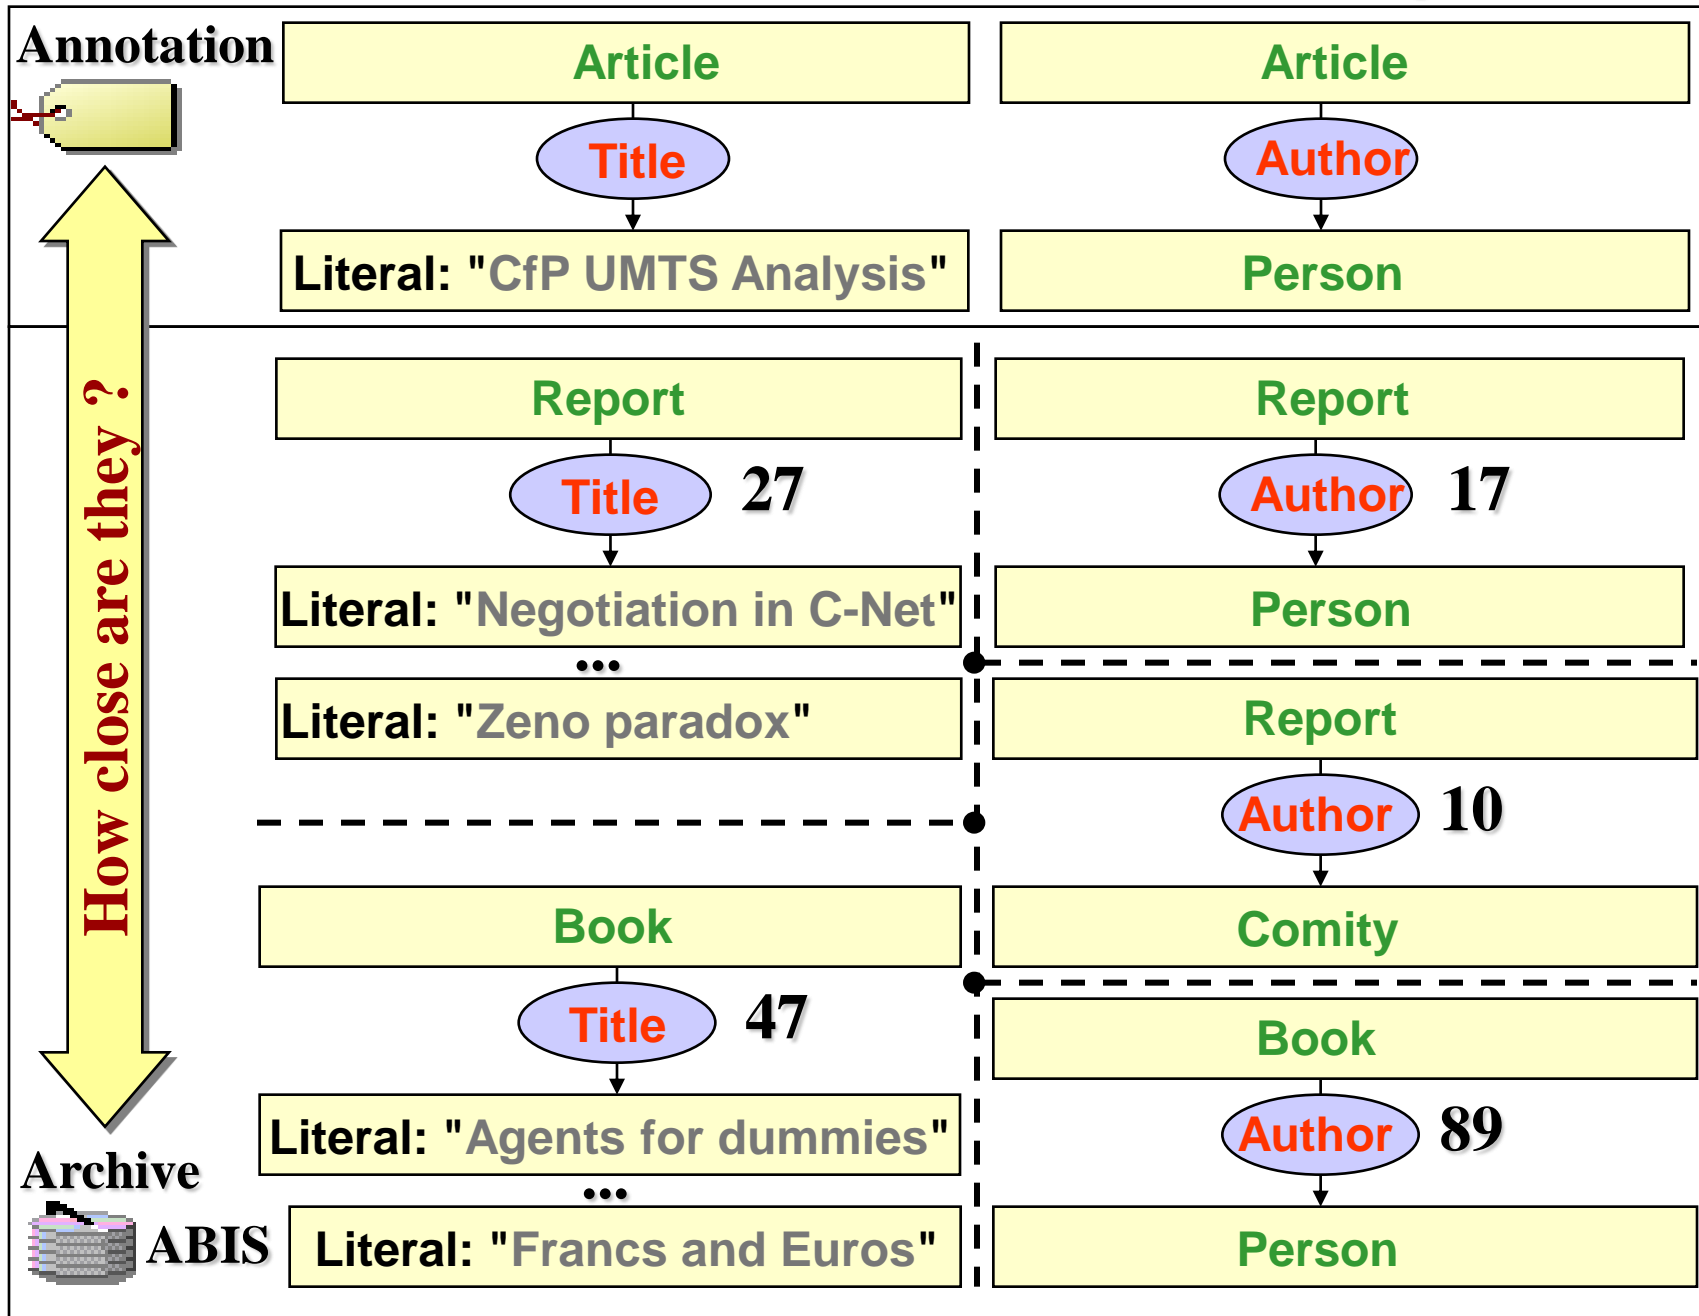 Annotation
Article
Title
Literal: "CfP UMTS Analysis"
Article
Author
Person
How close are they ?
Report
Title 27
Literal: "Negotiation in C-Net"
...
Literal: "Zeno paradox"
Book
Title 47
Literal: "Agents for dummies"
...
Literal: "Francs and Euros"
Report
Author 17
Person
Report
Author 10
Comity
Book
Author 89
Person
Archive
ABIS